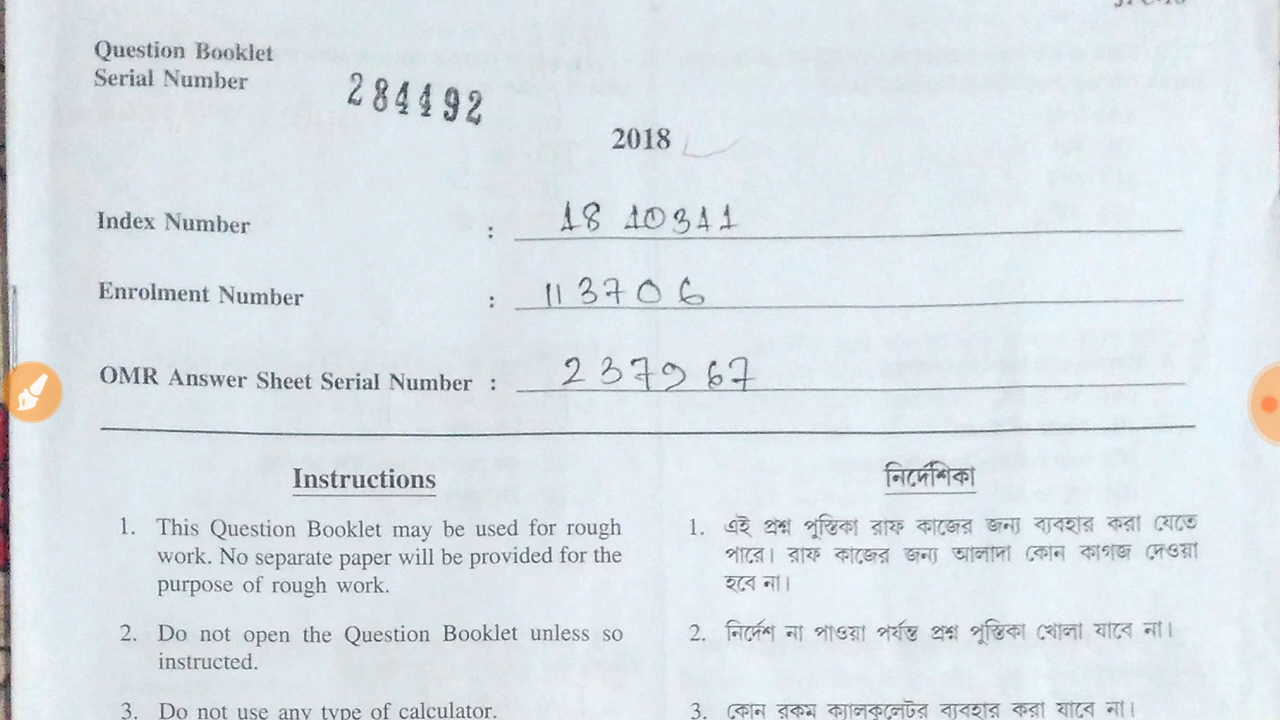 Question Booklet
Serial Number 284492
2018
Index Number : 18 10341
Enrolment Number : 113706
OMR Answer Sheet Serial Number : 237967
Instructions
1. This Question Booklet may be used for rough
work. No separate paper will be provided for the
purpose of rough work.
2. Do not open the Question Booklet unless so
instructed.
3. Do not use any type of calculator.
নির্দেশিকা
1. এই প্রশ্ন পুস্তিকা রাফ কাজের জন্য ব্যবহার করা যেতে
পারে। রাফ কাজের জন্য আলাদা কোন কাগজ দেওয়া
হবে না।
2. নির্দেশ না পাওয়া পর্যন্ত প্রশ্ন পুস্তিকা খোলা যাবে না।
3. কোন রকম ক্যালকুলেটর ব্যবহার করা যাবে না।